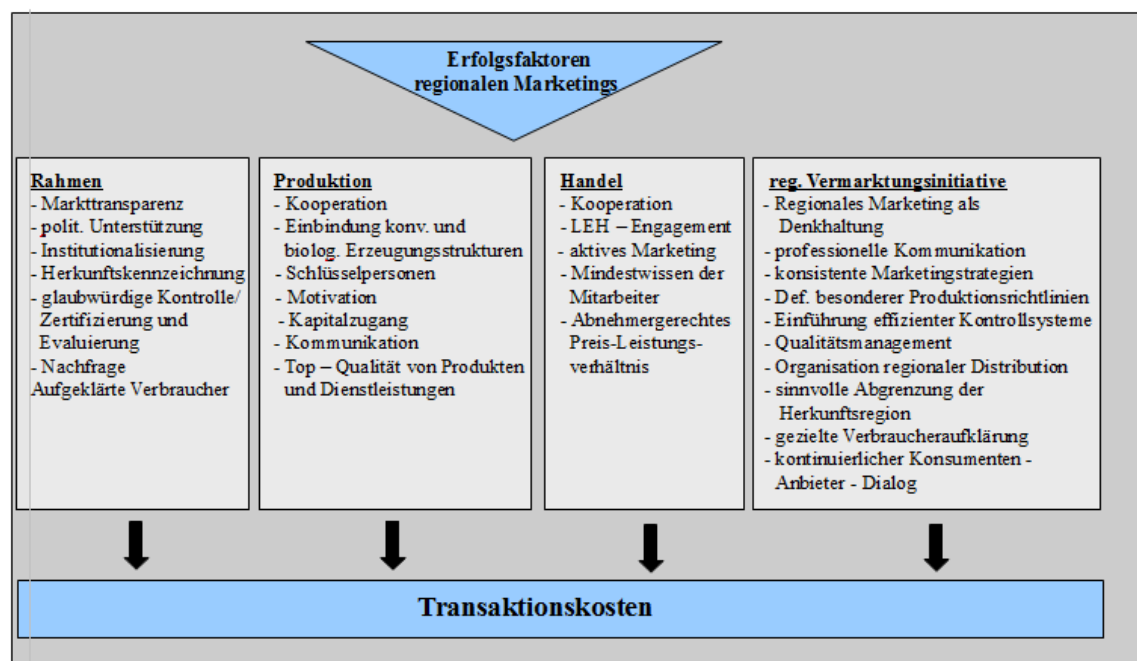 Erfolgsfaktoren
regionalen Marketings
Rahmen
- Markttransparenz
- polit. Unterstützung
- Institutionalisierung
- Herkunftskennzeichnung
- glaubwürdige Kontrolle/
Zertifizierung und
Evaluierung
- Nachfrage
Aufgeklärte Verbraucher
Produktion
- Kooperation
- Einbindung konv. und
biolog. Erzeugungsstrukturen
- Schlüsselpersonen
- Motivation
- Kapitalzugang
- Kommunikation
- Top – Qualität von Produkten
und Dienstleistungen
Handel
- Kooperation
- LEH – Engagement
- aktives Marketing
- Mindestwissen der
Mitarbeiter
- Abnehmergerechtes
Preis-Leistungs-
verhältnis
reg. Vermarktungsinitiative
- Regionales Marketing als
Denkhaltung
- professionelle Kommunikation
- konsistente Marketingstrategien
- Def. besonderer Produktionsrichtlinien
- Einführung effizienter Kontrollsysteme
- Qualitätsmanagement
- Organisation regionaler Distribution
- sinnvolle Abgrenzung der
Herkunftsregion
- gezielte Verbraucheraufklärung
- kontinuierlicher Konsumenten -
Anbieter - Dialog
Transaktionskosten